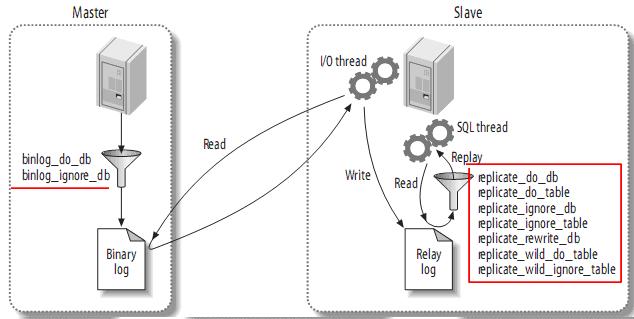 Master
Slave
I/O thread
SQL thread
Read
binlog_do_db
binlog_ignore_db
Replay
Write
Read
replicate_do_db
replicate_do_table
replicate_ignore_db
replicate_ignore_table
replicate_rewrite_db
replicate_wild_do_table
replicate_wild_ignore_table
Binary
log
Relay
log